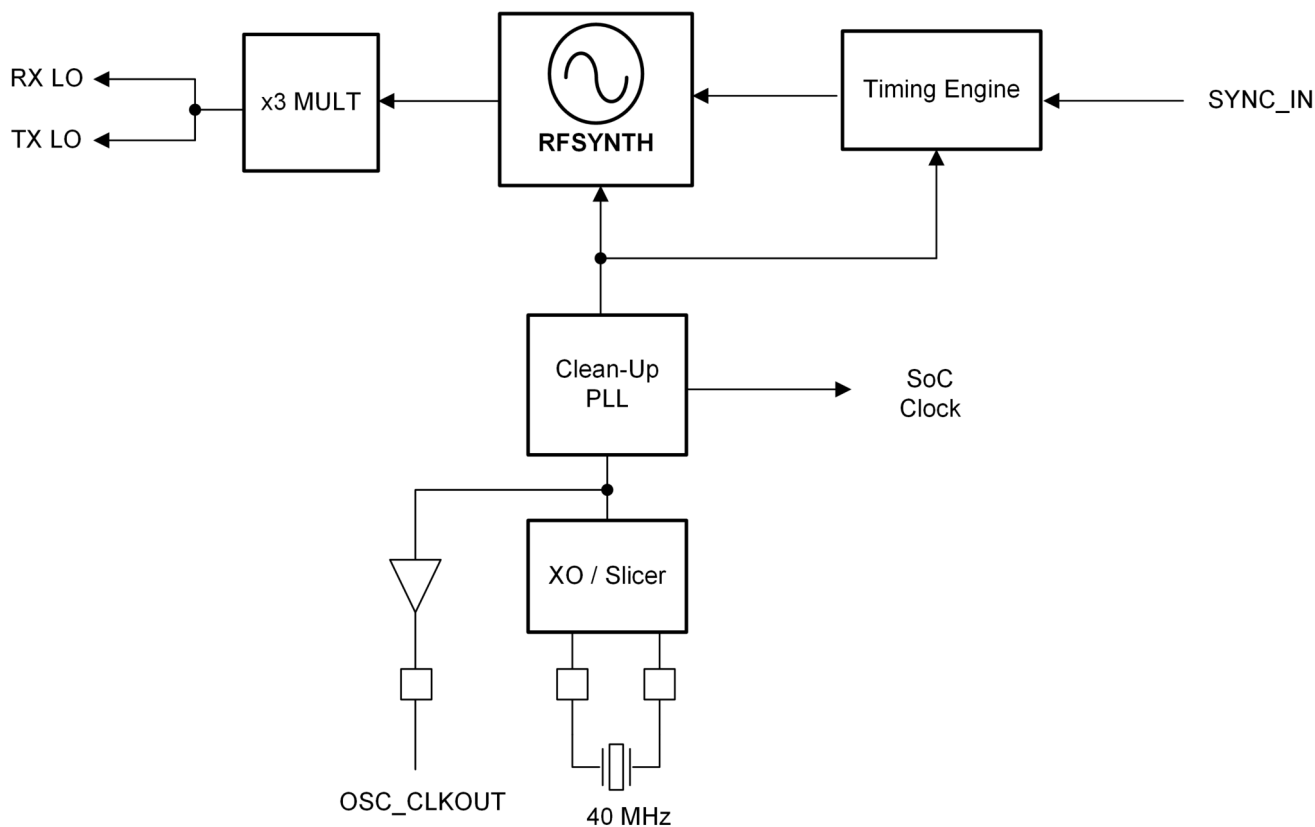 RX LO
TX LO
x3 MULT
RFSYNTH
Timing Engine
SYNC_IN
Clean-Up
PLL
SoC
Clock
XO / Slicer
OSC_CLKOUT
40 MHz